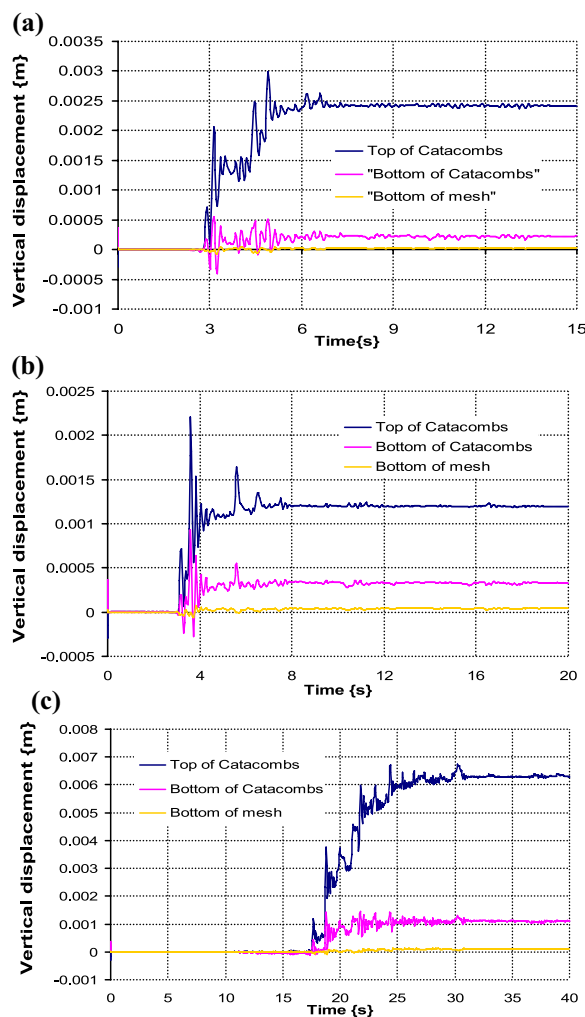 (a)
Vertical displacement {m}
0.0035
0.003
0.0025
0.002
0.0015
0.001
0.0005
0
-0.0005
-0.001
Top of Catacombs
"Bottom of Catacombs"
"Bottom of mesh"
0 3 6 9 12 15
Time{s}
(b)
Vertical displacement {m}
0.0025
0.002
0.0015
0.001
0.0005
0
-0.0005
Top of Catacombs
Bottom of Catacombs
Bottom of mesh
0 4 8 12 16 20
Time {s}
(c)
Vertical displacement {m}
0.008
0.007
0.006
0.005
0.004
0.003
0.002
0.001
0
-0.001
Top of Catacombs
Bottom of Catacombs
Bottom of mesh
0 5 10 15 20 25 30 35 40
Time {s}